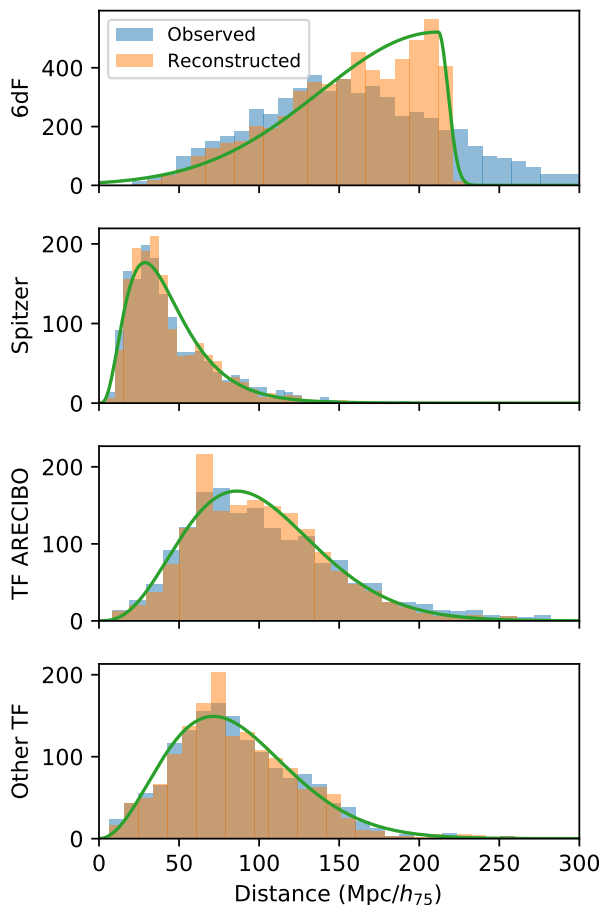 Observed
Reconstructed
6dF
400
200
0
Spitzer
200
100
0
TF ARECIBO
200
100
0
Other TF
200
100
0
0 50 100 150 200 250 300
Distance (Mpc/h75)